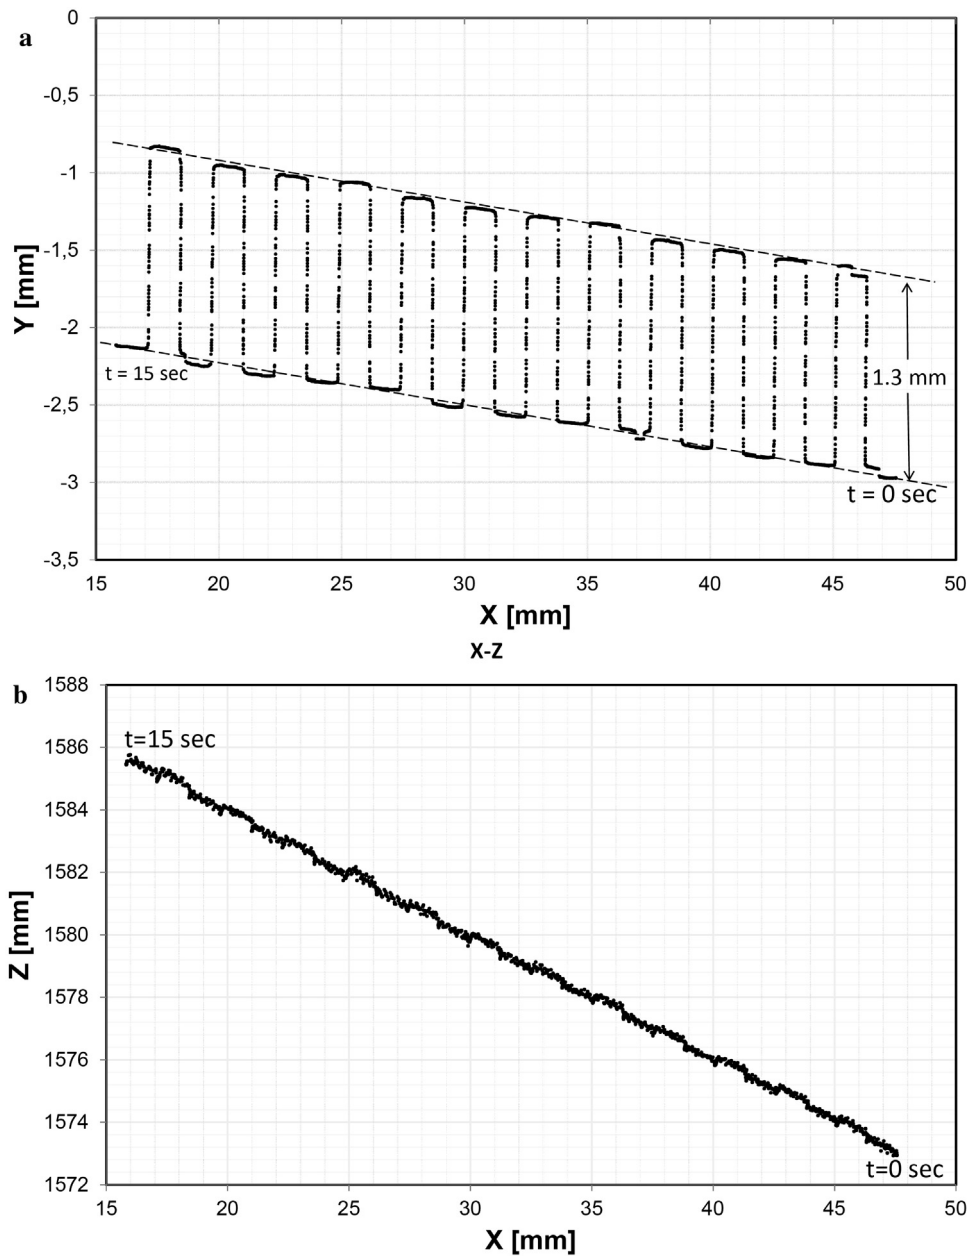 a
0
-0,5
-1
-1,5
-2
-2,5
-3
-3,5
Y [mm]
t = 15 sec
1.3 mm
t = 0 sec
15 20 25 30 35 40 45 50
X [mm]
X-Z
b
1588
1586
1584
1582
1580
1578
1576
1574
1572
Z [mm]
t=15 sec
t=0 sec
15 20 25 30 35 40 45 50
X [mm]